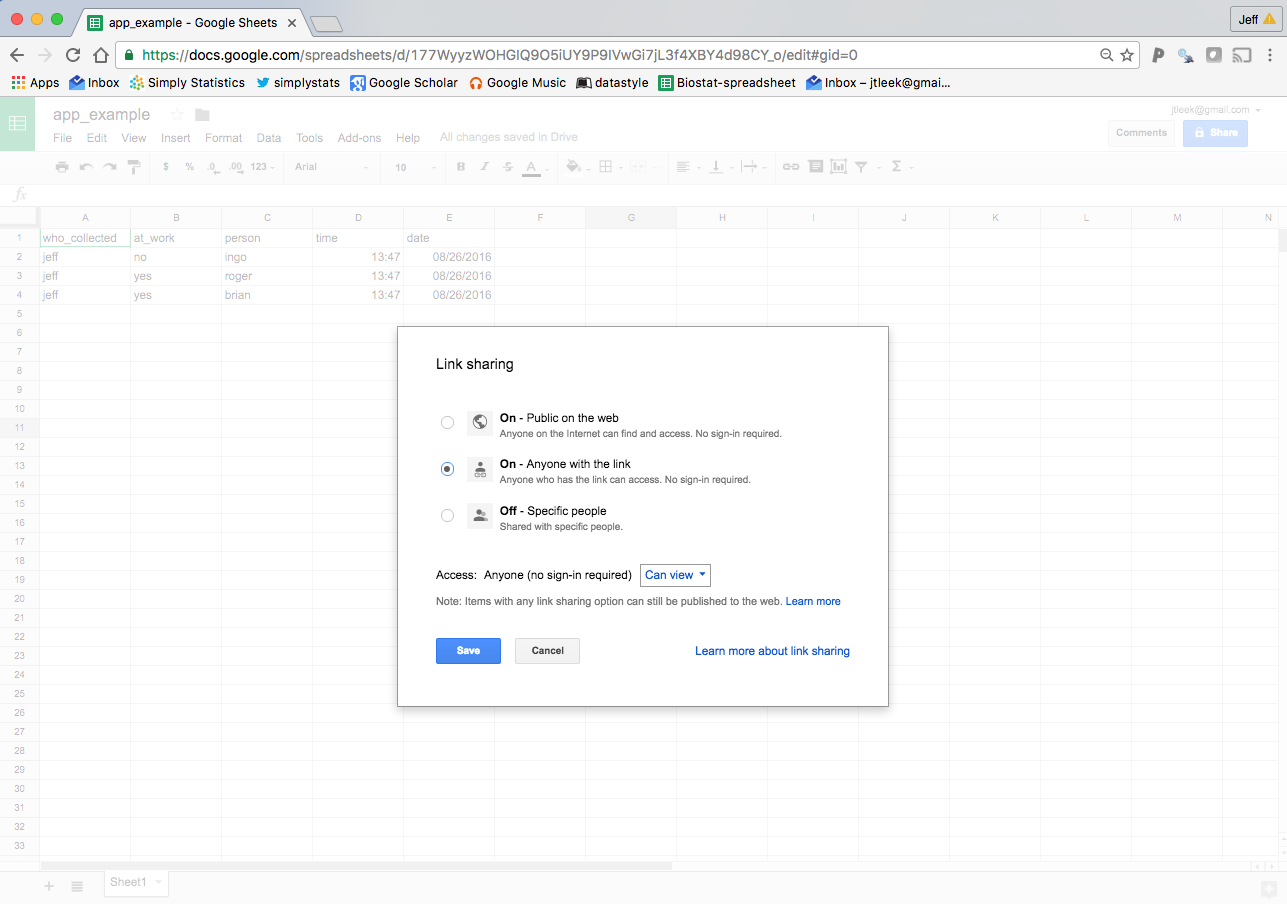 app_example - Google Sheets
Jeff
https://docs.google.com/spreadsheets/d/177WyyzWOHGlQ9O5iUY9P9IVwGi7jL3f4XBY4d98CY_o/edit#gid=0
Apps Inbox Simply Statistics simplystats Google Scholar Google Music datastyle Biostat-spreadsheet Inbox – jtleek@gmai...
app_example
jtleek@gmail.com
File Edit View Insert Format Data Tools Add-ons Help All changes saved in Drive
Comments Share
$ % .0 .00 123 Arial 10 B I S A Σ
fx
A B C D E F G H I J K L M N
1 who_collected at_work person time date
2 jeff no ingo 13:47 08/26/2016
3 jeff yes roger 13:47 08/26/2016
4 jeff yes brian 13:47 08/26/2016
5
6
7
8
9
10
11
12
13
14
15
16
17
18
19
20
21
22
23
24
25
26
27
28
29
30
31
32
33
Link sharing
On - Public on the web
Anyone on the Internet can find and access. No sign-in required.
On - Anyone with the link
Anyone who has the link can access. No sign-in required.
Off - Specific people
Shared with specific people.
Access: Anyone (no sign-in required) Can view
Note: Items with any link sharing option can still be published to the web. Learn more
Save Cancel Learn more about link sharing
Sheet1